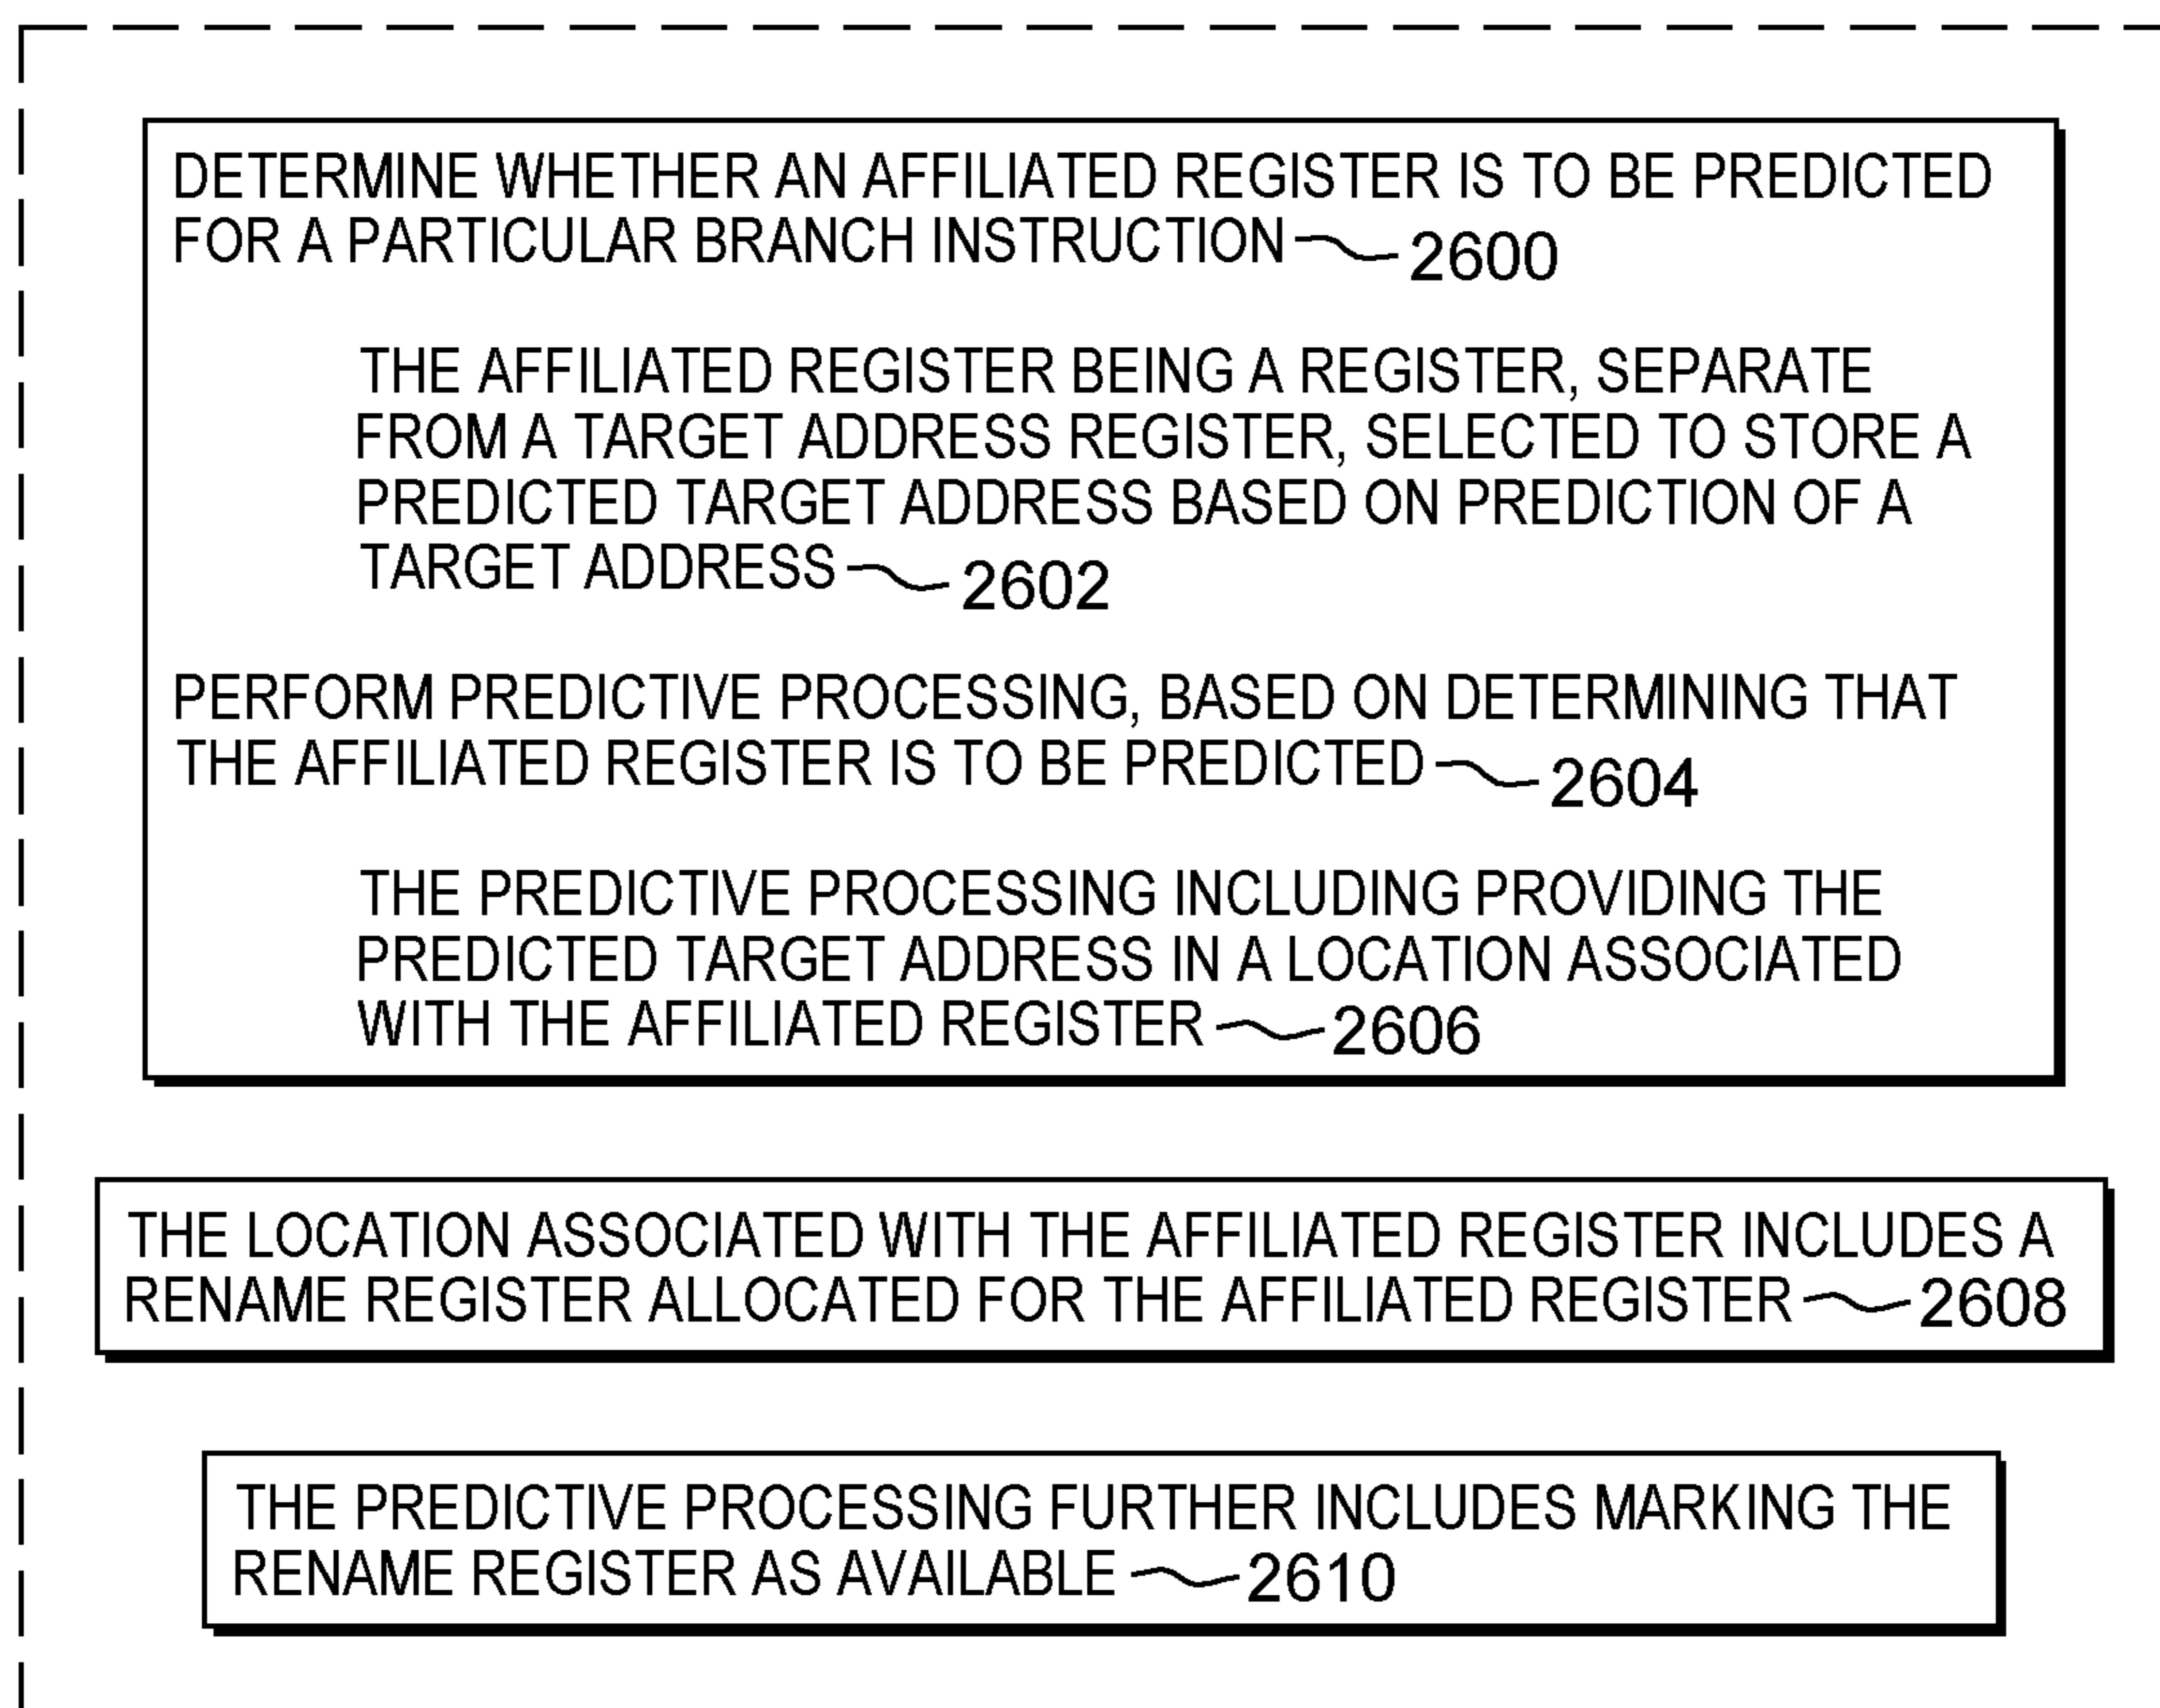 DETERMINE WHETHER AN AFFILIATED REGISTER IS TO BE PREDICTED
FOR A PARTICULAR BRANCH INSTRUCTION 2600
THE AFFILIATED REGISTER BEING A REGISTER, SEPARATE
FROM A TARGET ADDRESS REGISTER, SELECTED TO STORE A
PREDICTED TARGET ADDRESS BASED ON PREDICTION OF A
TARGET ADDRESS 2602
PERFORM PREDICTIVE PROCESSING, BASED ON DETERMINING THAT
THE AFFILIATED REGISTER IS TO BE PREDICTED 2604
THE PREDICTIVE PROCESSING INCLUDING PROVIDING THE
PREDICTED TARGET ADDRESS IN A LOCATION ASSOCIATED
WITH THE AFFILIATED REGISTER 2606
THE LOCATION ASSOCIATED WITH THE AFFILIATED REGISTER INCLUDES A
RENAME REGISTER ALLOCATED FOR THE AFFILIATED REGISTER 2608
THE PREDICTIVE PROCESSING FURTHER INCLUDES MARKING THE
RENAME REGISTER AS AVAILABLE 2610